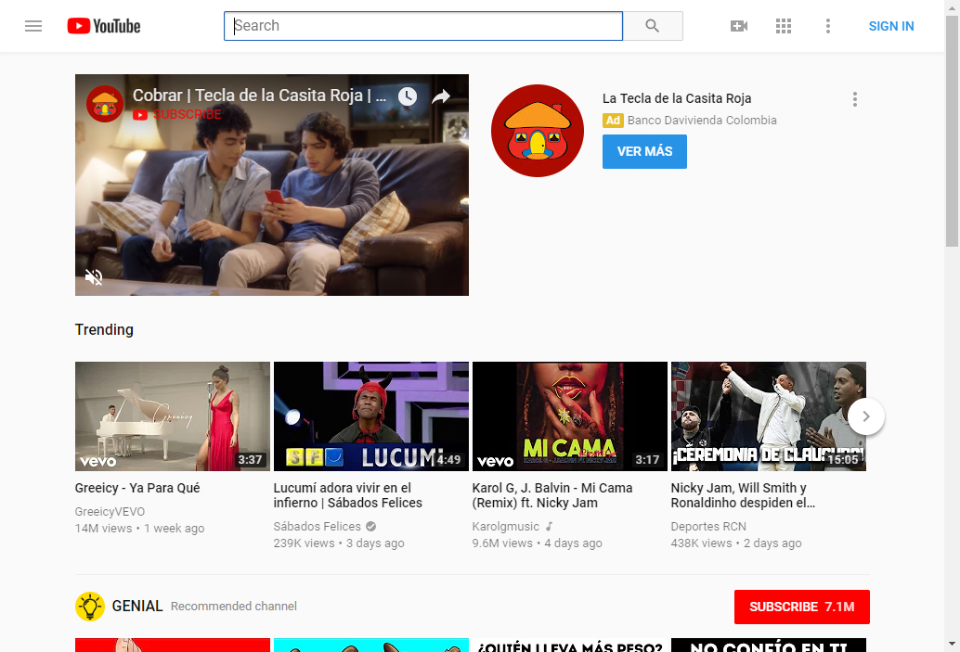 YouTube
Search
SIGN IN
Cobrar | Tecla de la Casita Roja | ...
SUBSCRIBE
La Tecla de la Casita Roja
Ad Banco Davivienda Colombia
VER MÁS
Trending
Greeicy
vevo
3:37
LUCUMÍ
4:49
MI CAMA
vevo
3:17
¡CEREMONIA DE CLAUSURA!
15:05
Greeicy - Ya Para Qué
GreeicyVEVO
14M views • 1 week ago
Lucumí adora vivir en el
infierno | Sábados Felices
Sábados Felices
239K views • 3 days ago
Karol G, J. Balvin - Mi Cama
(Remix) ft. Nicky Jam
Karolgmusic
9.6M views • 4 days ago
Nicky Jam, Will Smith y
Ronaldinho despiden el...
Deportes RCN
438K views • 2 days ago
GENIAL Recommended channel
SUBSCRIBE 7.1M
¿QUIÉN LLEVA MÁS PESO?
NO CONFÍO EN TI